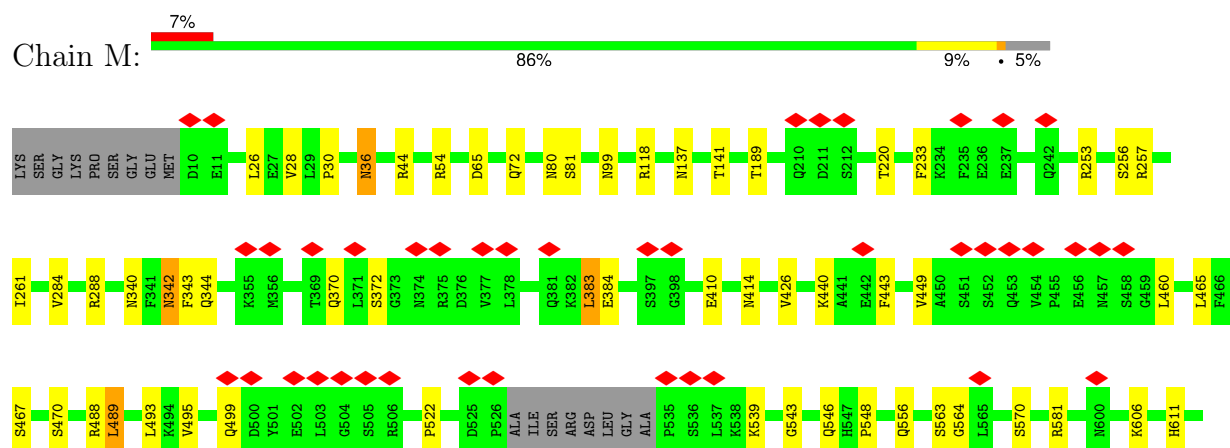 7%
Chain M:
86% 9% • 5%
LYS SER GLY LYS PRO SER GLY GLU MET D10 E11 L26 E27 V28 L29 P30 N36 R44 R54 D65 Q72 N80 S81 N99 R118 N137 T141 T189 Q210 D211 S212 T220 F233 K234 F235 E236 E237 Q242 R253 S256 R257
I261 V284 R288 N340 F341 N342 F343 Q344 K355 M356 T369 Q370 L371 S372 G373 N374 R375 D376 V377 L378 Q381 K382 L383 E384 S397 G398 E410 N414 V426 K440 A441 E442 F443 V449 A450 S451 S452 Q453 V454 P455 E456 N457 S458 G459 L460 L465 F466
S467 S470 R488 L489 L493 K494 V495 Q499 D500 Y501 E502 L503 G504 S505 R506 P522 D525 P526 ALA ILE SER ARG ASP LEU GLY ALA P535 S536 L537 K538 K539 G543 Q546 H547 P548 Q556 S563 G564 L565 S570 R581 N600 K606 H611